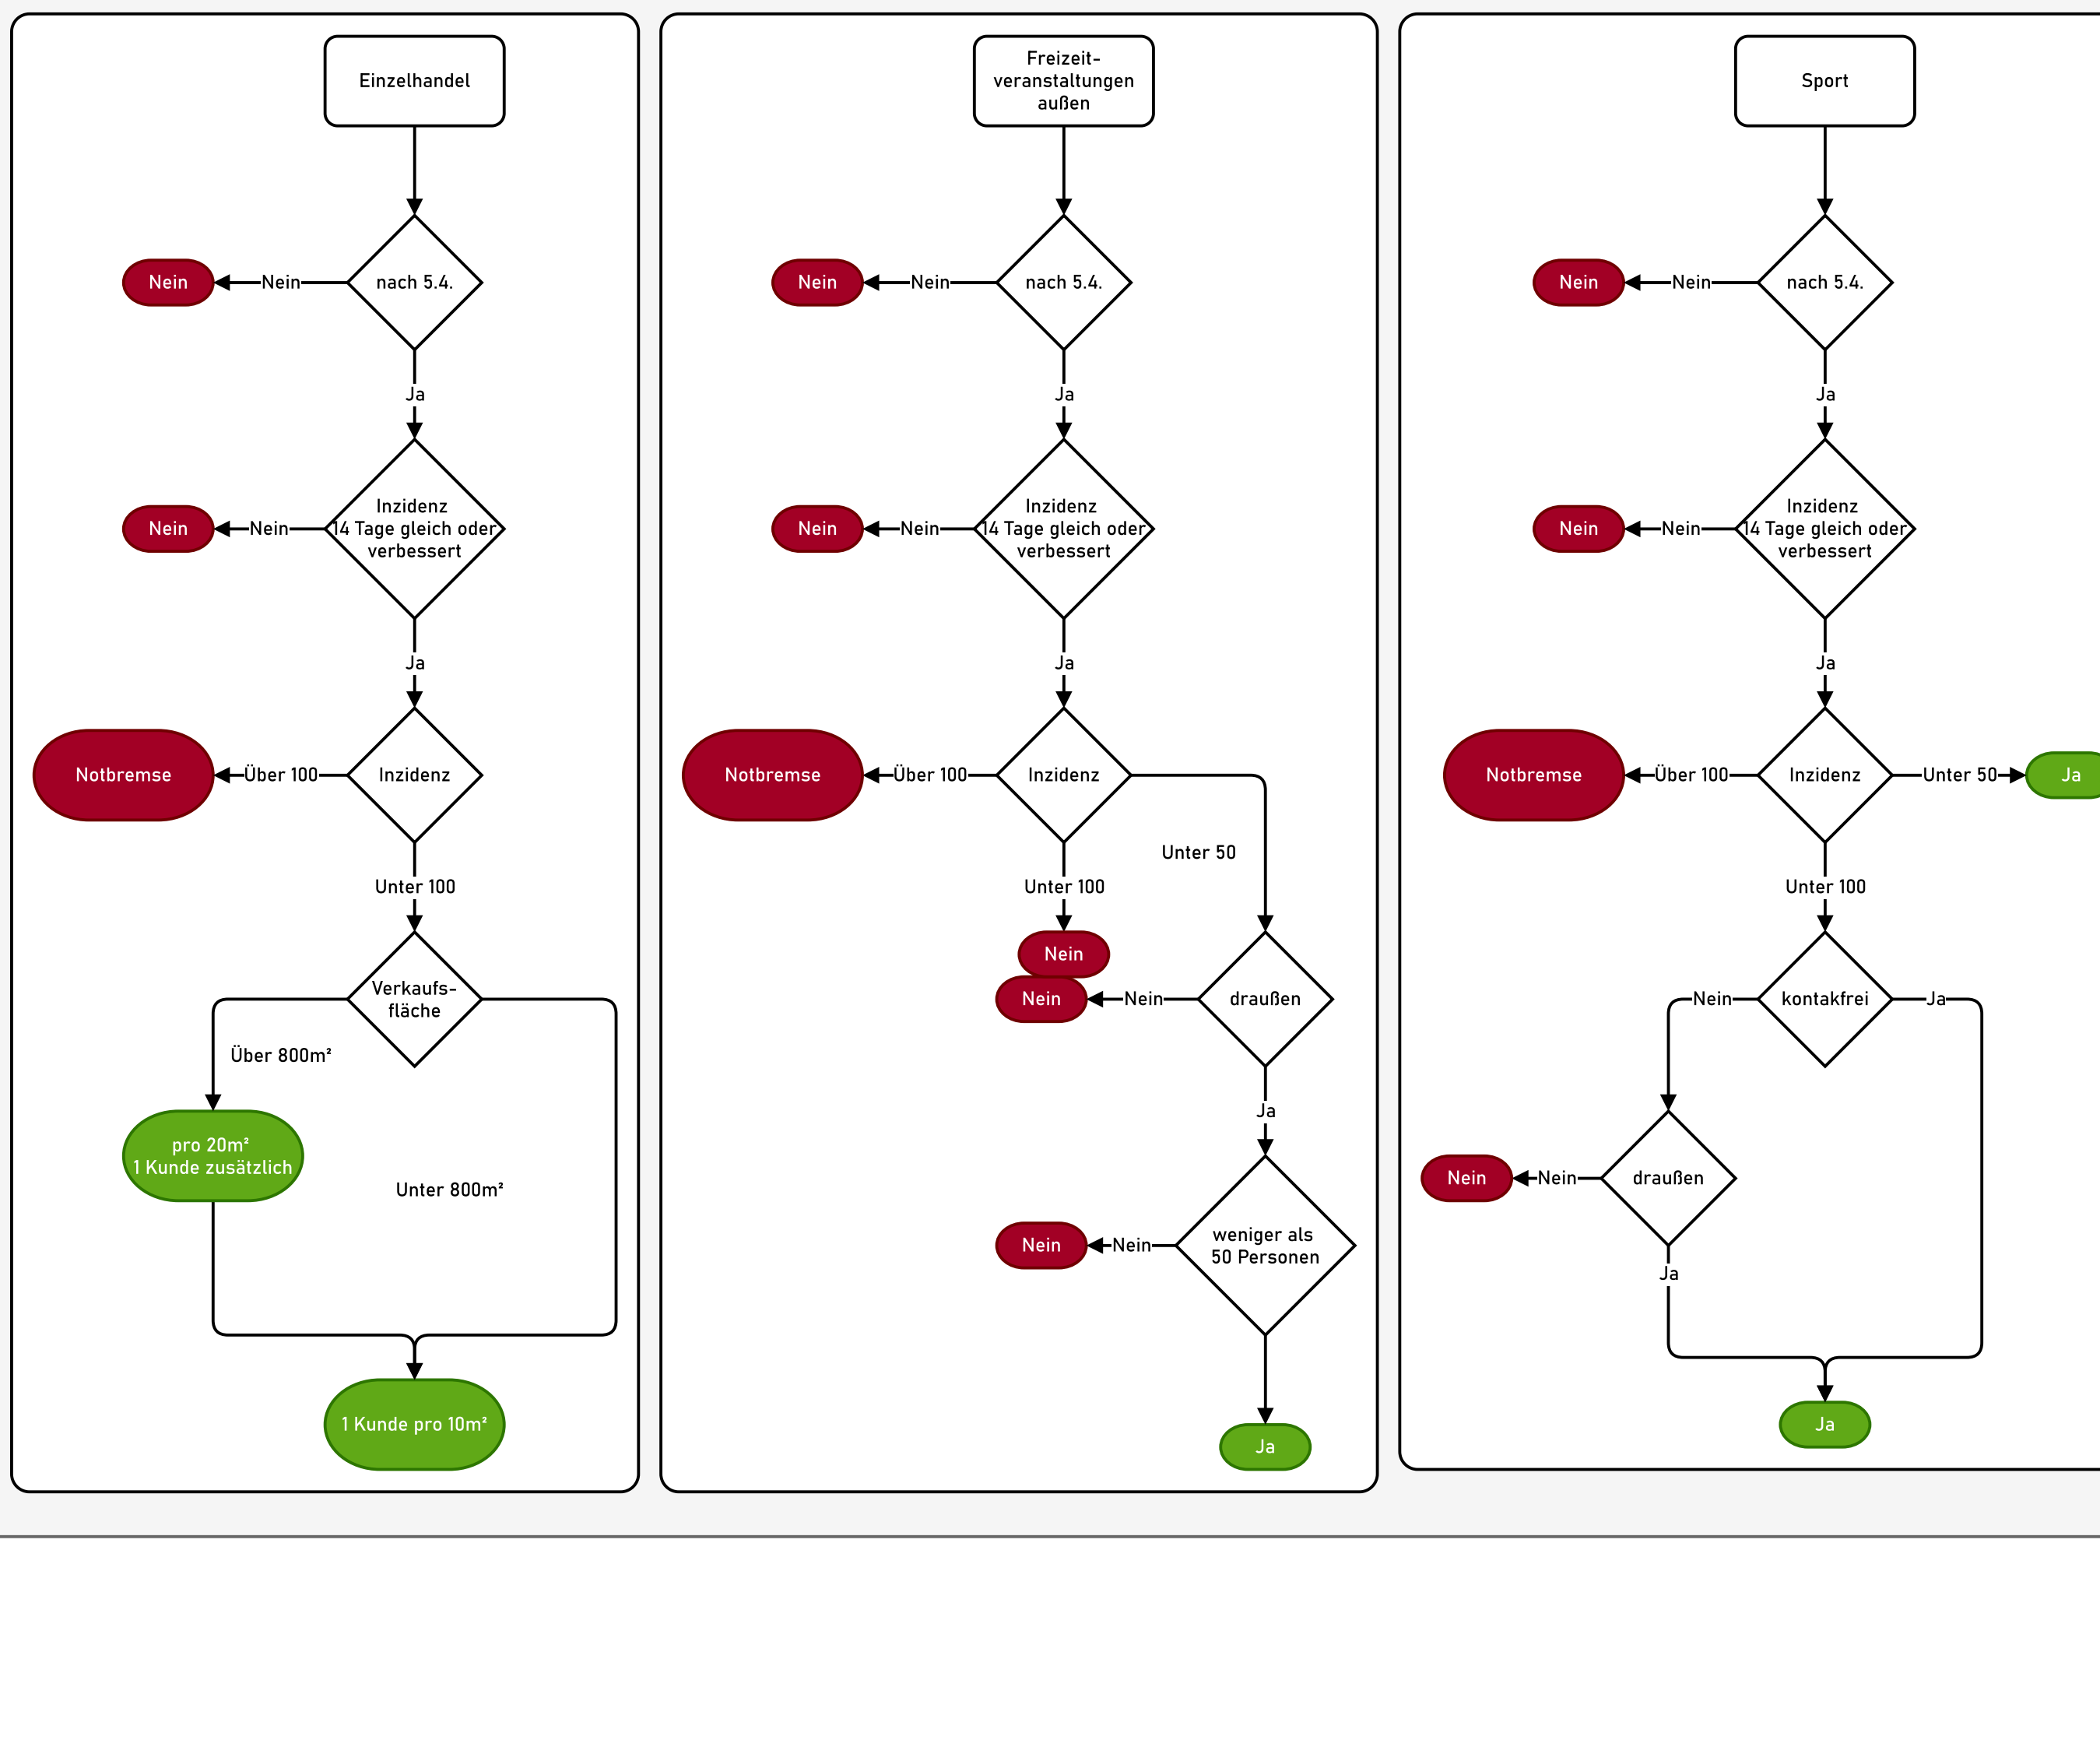 Einzelhandel
nach 5.4.
Nein
Nein
Ja
Inzidenz
14 Tage gleich oder
verbessert
Nein
Nein
Ja
Inzidenz
Über 100
Notbremse
Unter 100
Verkaufs-
fläche
Über 800m²
pro 20m²
1 Kunde zusätzlich
Unter 800m²
1 Kunde pro 10m²
Freizeit-
veranstaltungen
außen
nach 5.4.
Nein
Nein
Ja
Inzidenz
14 Tage gleich oder
verbessert
Nein
Nein
Ja
Inzidenz
Über 100
Notbremse
Unter 50
Unter 100
Nein
draußen
Nein
Nein
Ja
weniger als
50 Personen
Nein
Nein
Ja
Sport
nach 5.4.
Nein
Nein
Ja
Inzidenz
14 Tage gleich oder
verbessert
Nein
Nein
Ja
Inzidenz
Über 100
Notbremse
Unter 50
Ja
Unter 100
kontakfrei
Nein
Ja
draußen
Nein
Nein
Ja
Ja